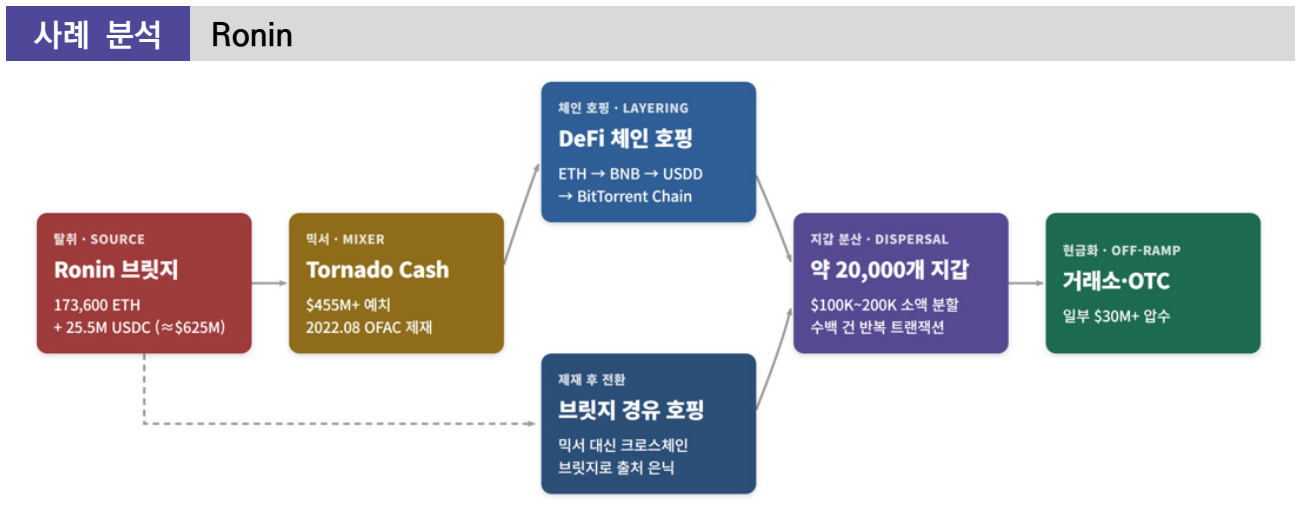 사례 분석
Ronin
탈취 · SOURCE
Ronin 브릿지
173,600 ETH
+ 25.5M USDC (≈$625M)
믹서 · MIXER
Tornado Cash
$455M+ 예치
2022.08 OFAC 제재
체인 호핑 · LAYERING
DeFi 체인 호핑
ETH → BNB → USDD
→ BitTorrent Chain
제재 후 전환
브릿지 경유 호핑
믹서 대신 크로스체인
브릿지로 출처 은닉
지갑 분산 · DISPERSAL
약 20,000개 지갑
$100K~200K 소액 분할
수백 건 반복 트랜잭션
현금화 · OFF-RAMP
거래소·OTC
일부 $30M+ 압수